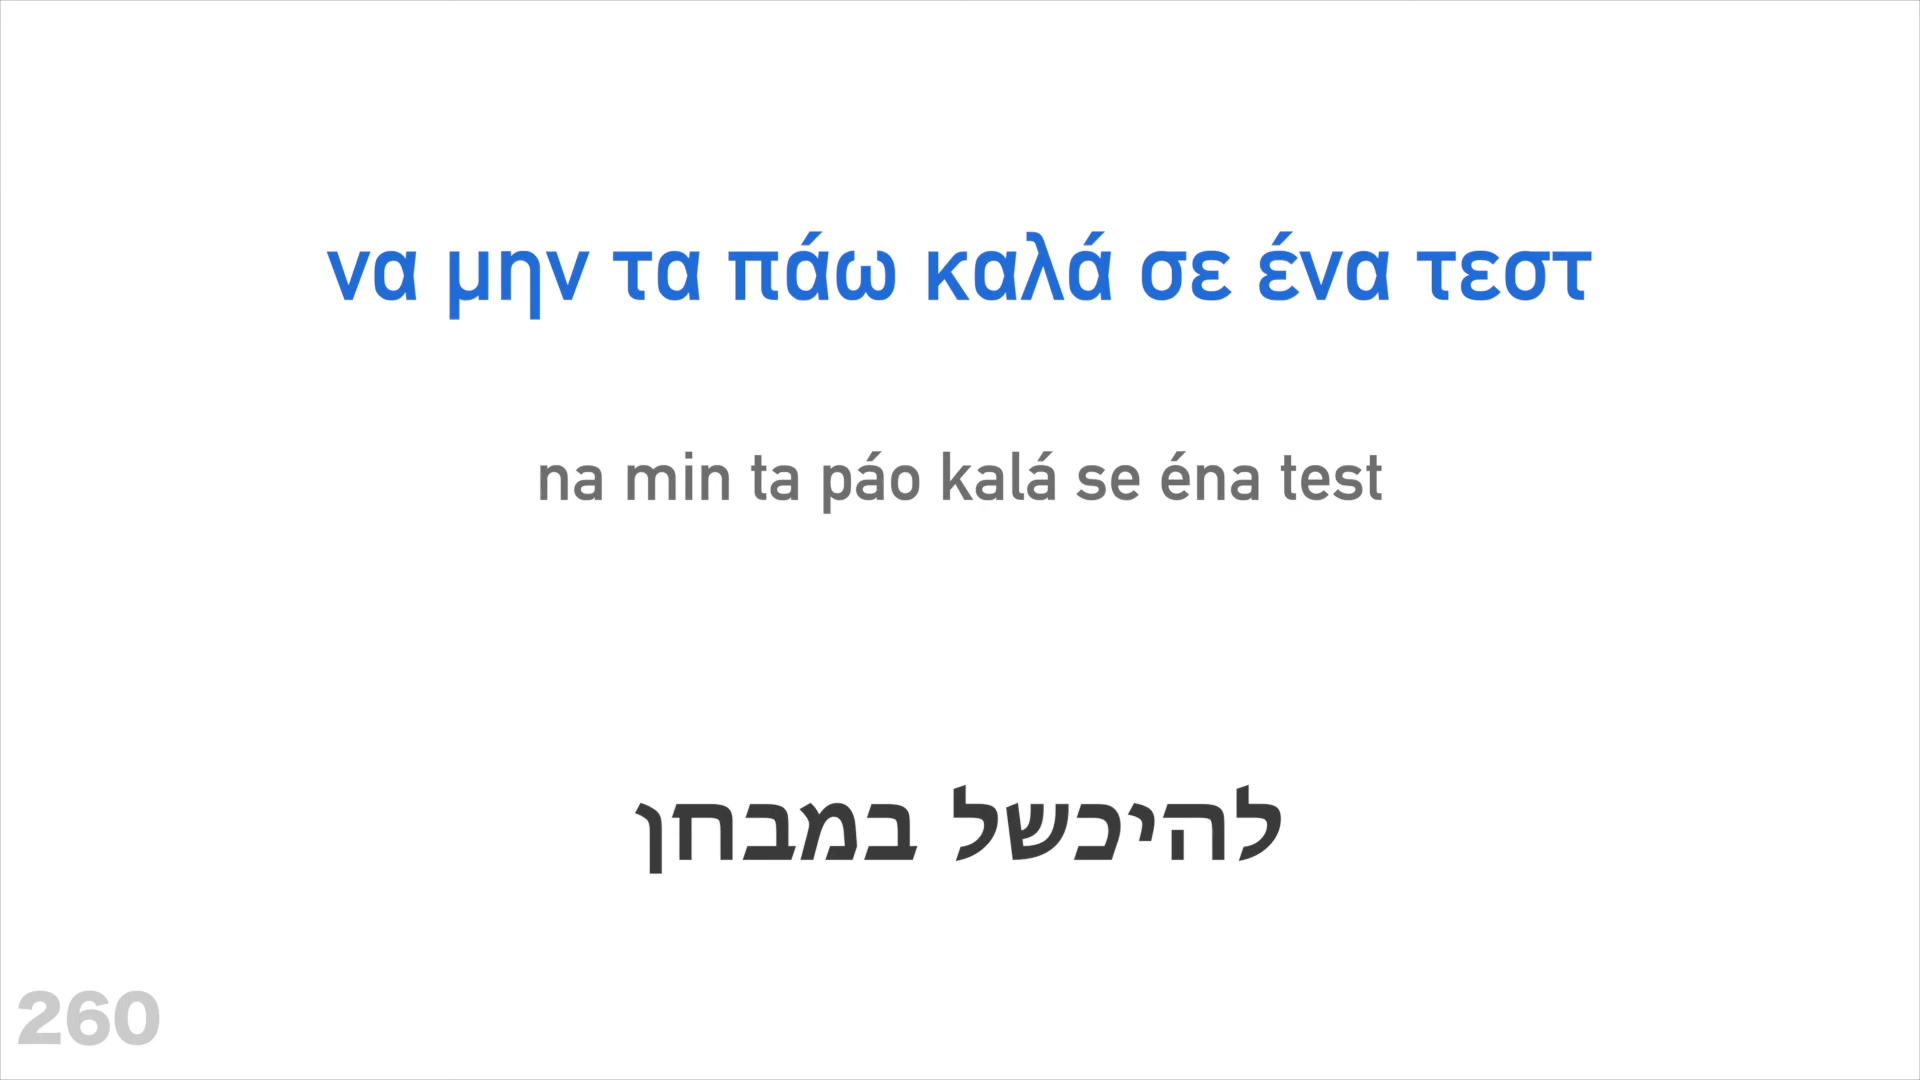 να μην τα πάω καλά σε ένα τεστ
na min ta páo kalá se éna test
להיכשל במבחן
260